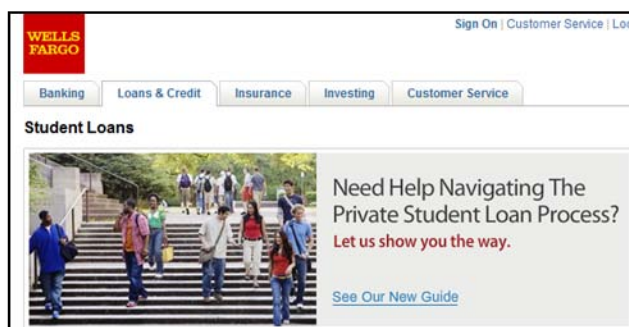 WELLS
FARGO
Sign On | Customer Service |
Banking
Loans & Credit
Insurance
Investing
Customer Service
Student Loans
Need Help Navigating The
Private Student Loan Process?
Let us show you the way.
See Our New Guide